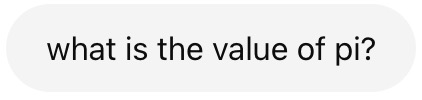 what is the value of pi?